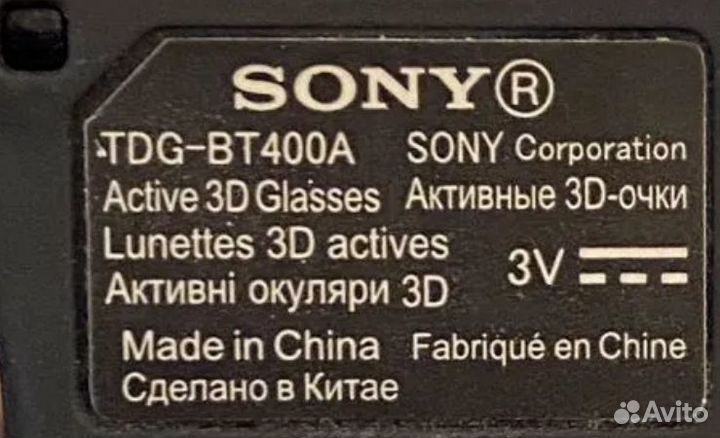 SONY®
TDG-BT400A SONY Corporation
Active 3D Glasses Активные 3D-очки
Lunettes 3D actives
3V
Активні окуляри 3D
Made in China Fabriqué en Chine
Сделано в Китае
Avito